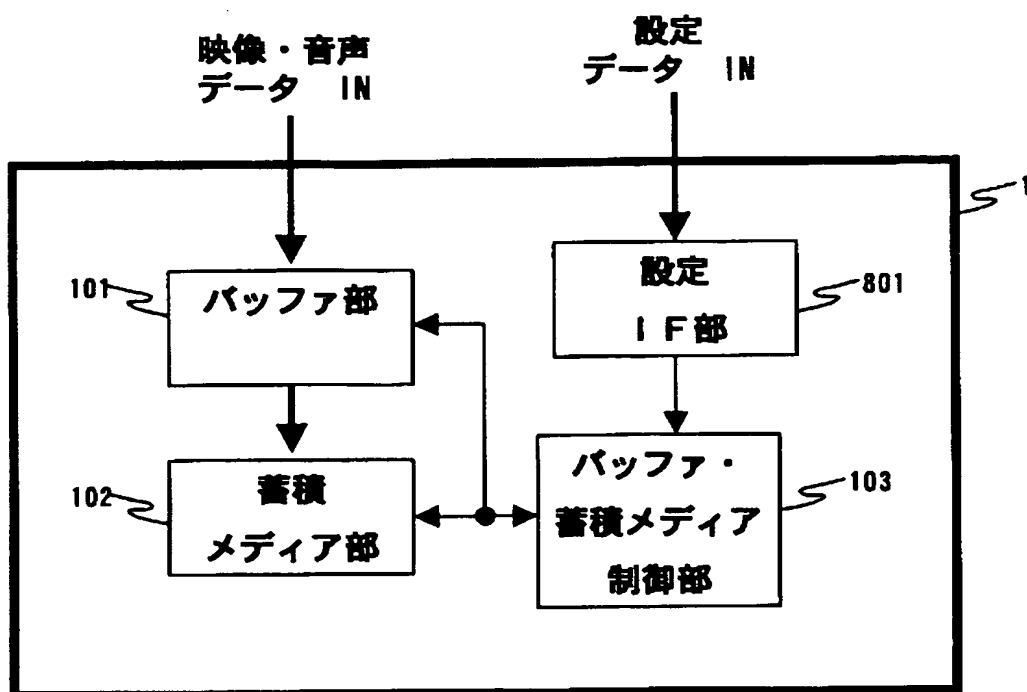 映像・音声
データ IN
設定
データ IN
1
101
バッファ部
設定
IF部
801
102
蓄積
メディア部
バッファ・
蓄積メディア
制御部
103